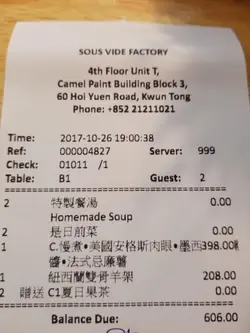 SOUS VIDE FACTORY
4th Floor Unit T,
Camel Paint Building Block 3,
60 Hoi Yuen Road, Kwun Tong
Phone: +852 21211021
Time: 2017-10-26 19:00:38
Ref: 000004827 Server: 999
Check: 01011 /1
Table: B1 Guest: 2
2 特製餐湯 0.00
Homemade Soup
2 是日前菜 0.00
1 C.慢煮•美國安格斯肉眼•墨西398.00
醬•法式忌廉薯
1 紐西蘭雙骨羊架 208.00
2 贈送 C1夏日果茶 0.00
Balance Due: 606.00